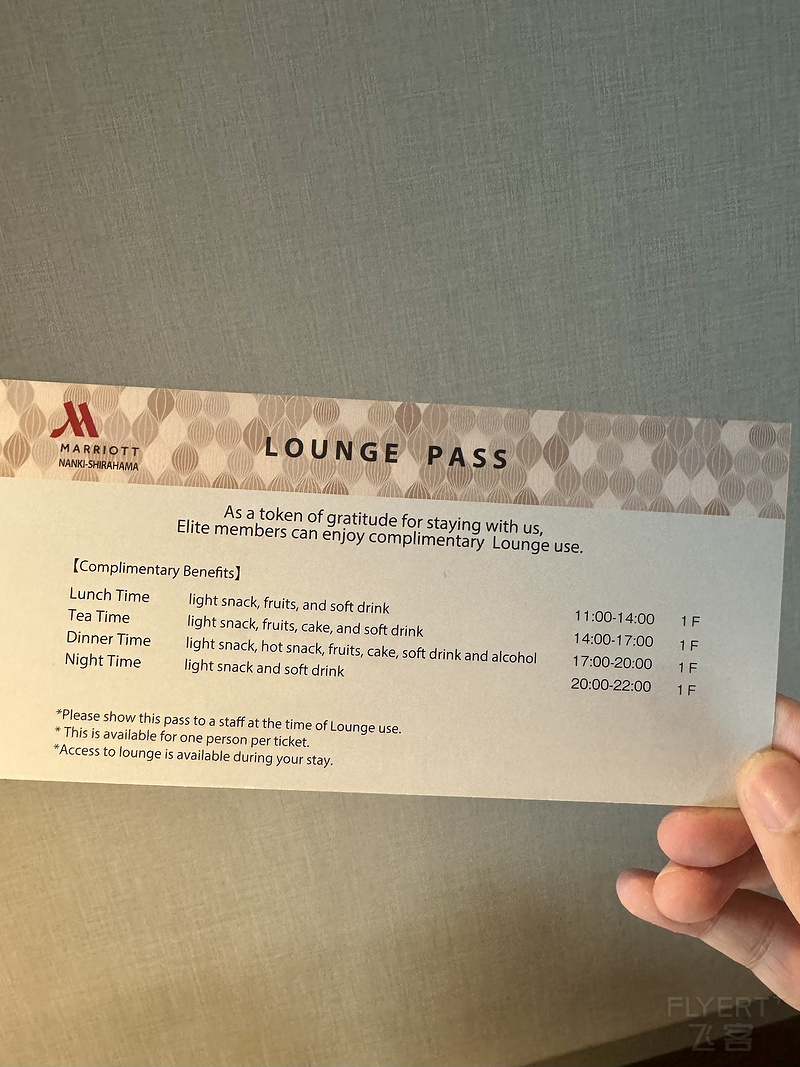 MARRIOTT
NANKI-SHIRAHAMA
LOUNGE PASS
As a token of gratitude for staying with us,
Elite members can enjoy complimentary Lounge use.
【Complimentary Benefits】
Lunch Time light snack, fruits, and soft drink 11:00-14:00 1 F
Tea Time light snack, fruits, cake, and soft drink 14:00-17:00 1 F
Dinner Time light snack, hot snack, fruits, cake, soft drink and alcohol 17:00-20:00 1 F
Night Time light snack and soft drink 20:00-22:00 1 F
*Please show this pass to a staff at the time of Lounge use.
* This is available for one person per ticket.
*Access to lounge is available during your stay.
FLYERT
飞客